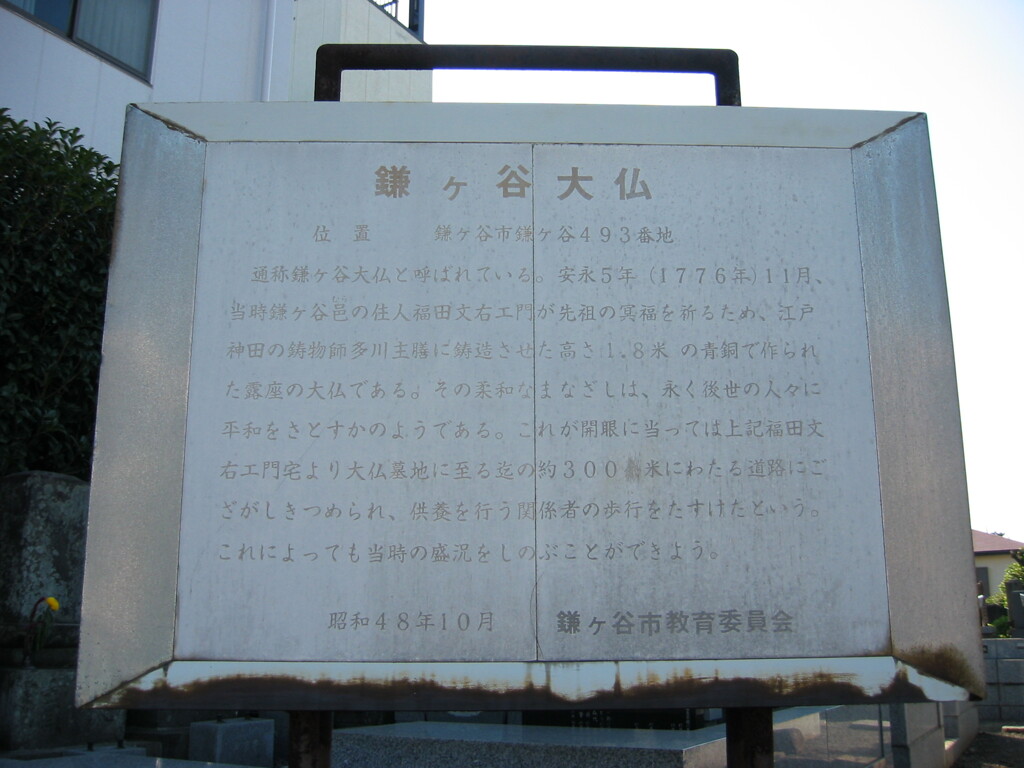 鎌ヶ谷大仏
位置　鎌ヶ谷市鎌ヶ谷493番地
通称鎌ヶ谷大仏と呼ばれている。安永5年(1776年)11月、
当時鎌ヶ谷邑の住人福田文右エ門が先祖の冥福を祈るため、江戸
神田の鋳物師多川主膳に鋳造させた高さ1.8米の青銅で作られ
た露座の大仏である。その柔和なまなざしは、永く後世の人々に
平和をさとすかのようである。これが開眼に当っては上記福田文
右エ門宅より大仏墓地に至る迄の約300米にわたる道路にご
ざがしきつめられ、供養を行う関係者の歩行をたすけたという。
これによっても当時の盛況をしのぶことができよう。
昭和48年10月　鎌ヶ谷市教育委員会